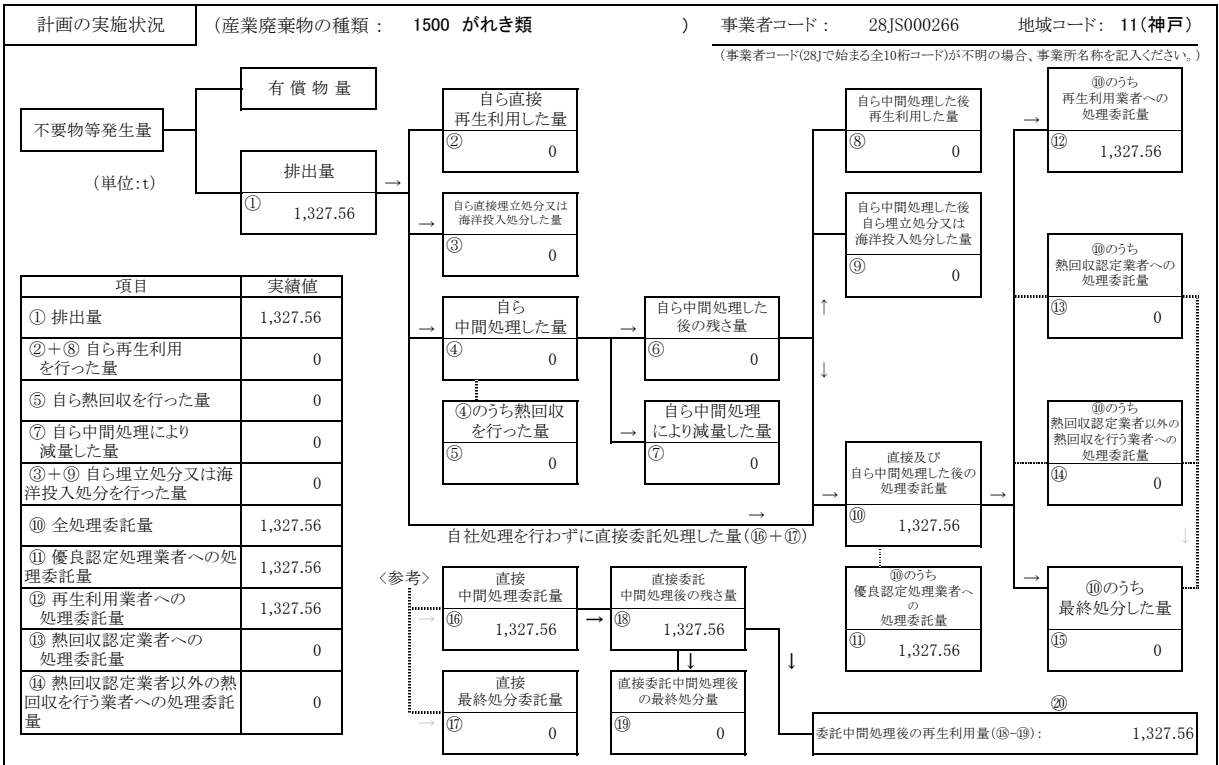 計画の実施状況 (産業廃棄物の種類: 1500 がれき類 ) 事業者コード: 28JS000266 地域コード: 11(神戸)
(事業者コード(28Jで始まる全10桁コード)が不明の場合、事業所名称を記入ください。)
不要物等発生量
(単位:t)
有償物量
排出量
① 1,327.56
→
自ら直接
再生利用した量
② 0
→
自ら直接埋立処分又は
海洋投入処分した量
③ 0
→
自ら
中間処理した量
④ 0
④のうち熱回収
を行った量
⑤ 0
→
自ら中間処理した
後の残さ量
⑥ 0
→
自ら中間処理
により減量した量
⑦ 0
自ら中間処理した後
再生利用した量
⑧ 0
自ら中間処理した後
自ら埋立処分又は
海洋投入処分した量
⑨ 0
↑
↓
→
直接及び
自ら中間処理した後の
処理委託量
⑩ 1,327.56
→
⑩のうち
優良認定処理業者へ
の
処理委託量
⑪ 1,327.56
→
⑩のうち
再生利用業者への
処理委託量
⑫ 1,327.56
⑩のうち
熱回収認定業者への
処理委託量
⑬ 0
⑩のうち
熱回収認定業者以外の
熱回収を行う業者への
処理委託量
⑭ 0
↓
→
⑩のうち
最終処分した量
⑮ 0
項目 実績値
① 排出量 1,327.56
②+⑧ 自ら再生利用
を行った量 0
⑤ 自ら熱回収を行った量 0
⑦ 自ら中間処理により
減量した量 0
③+⑨ 自ら埋立処分又は海
洋投入処分を行った量 0
⑩ 全処理委託量 1,327.56
⑪ 優良認定処理業者への処
理委託量 1,327.56
⑫ 再生利用業者への
処理委託量 1,327.56
⑬ 熱回収認定業者への
処理委託量 0
⑭ 熱回収認定業者以外の熱
回収を行う業者への処理委託
量 0
→
自社処理を行わずに直接委託処理した量(⑯+⑰)
〈参考〉
→
直接
中間処理委託量
⑯ 1,327.56
→
直接委託
中間処理後の残さ量
⑱ 1,327.56
↓ ↓
→
直接
最終処分委託量
⑰ 0
直接委託中間処理後
の最終処分量
⑲ 0
⑳
委託中間処理後の再生利用量(⑱-⑲): 1,327.56